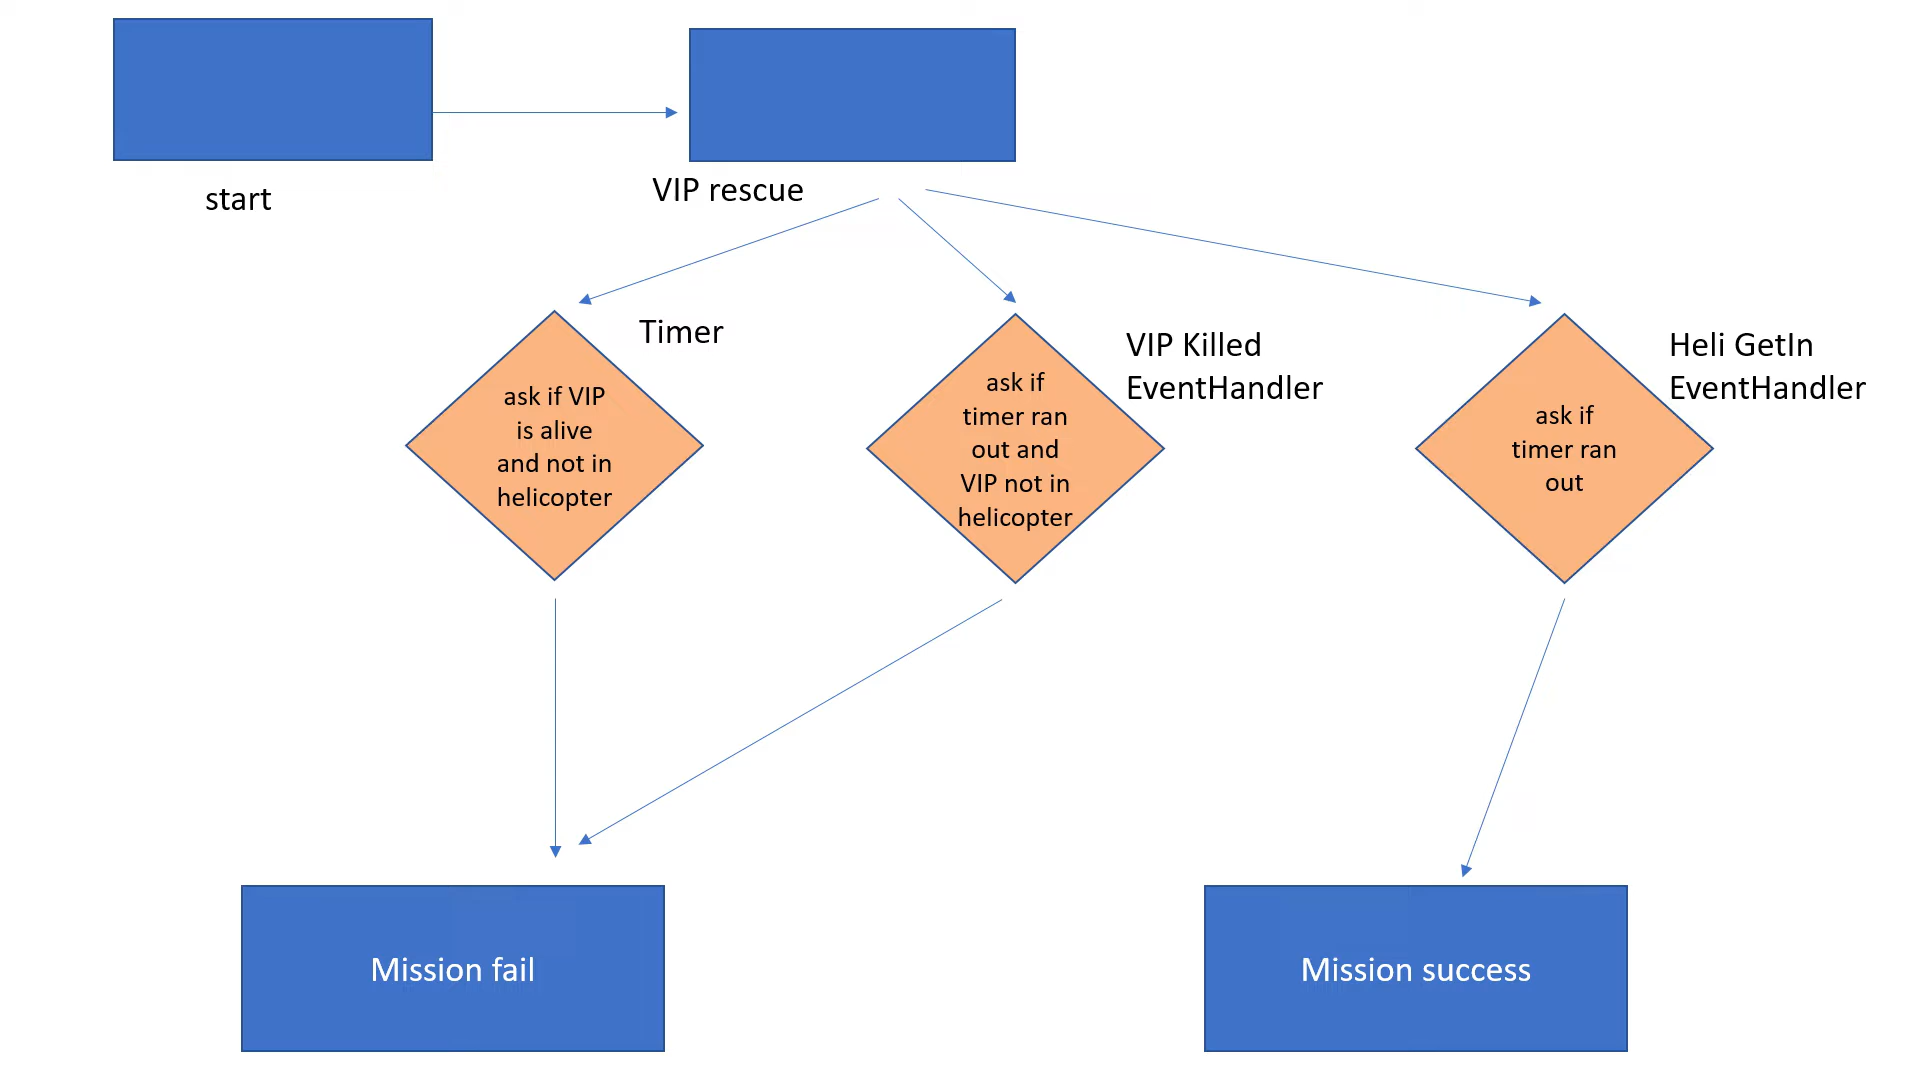 start
VIP rescue
Timer
ask if VIP
is alive
and not in
helicopter
VIP Killed
EventHandler
ask if
timer ran
out and
VIP not in
helicopter
Heli GetIn
EventHandler
ask if
timer ran
out
Mission fail
Mission success